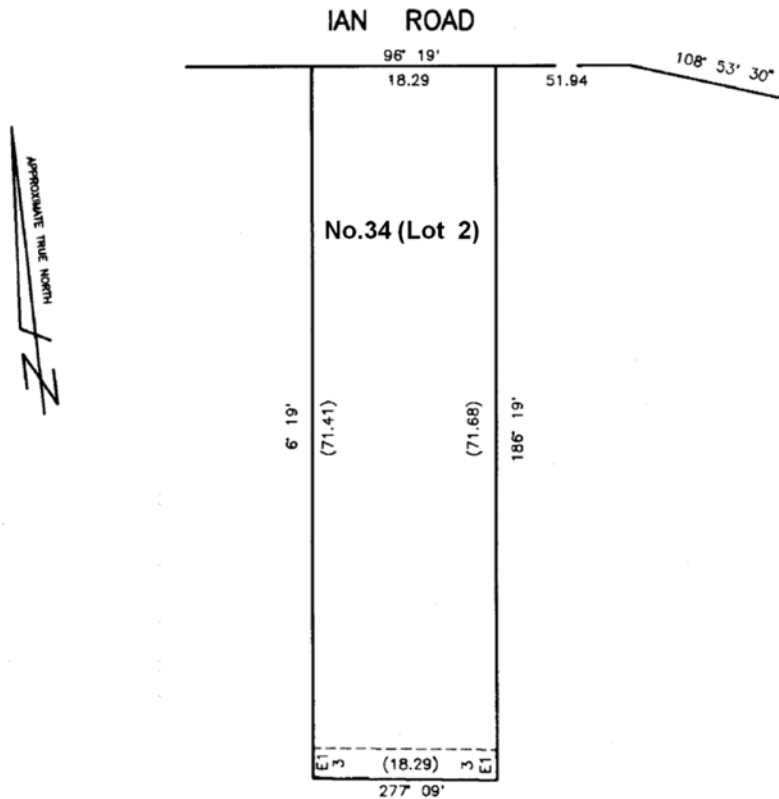 IAN ROAD
96° 19'
18.29
51.94
108° 53' 30"
APPROXIMATE TRUE NORTH
No.34 (Lot 2)
6° 19'
(71.41)
(71.68)
186° 19'
E1
3
(18.29)
3
E1
277° 09'